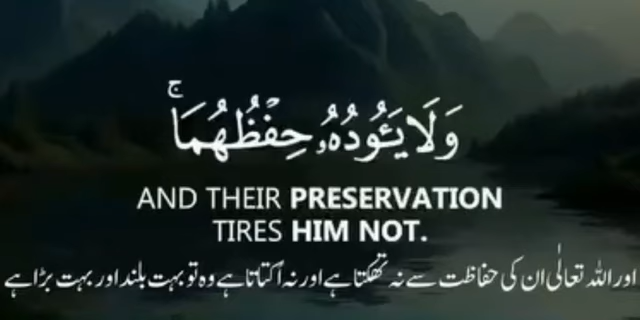 وَلَا يَـُٔودُهُۥ حِفْظُهُمَا ۚ
AND THEIR PRESERVATION
TIRES HIM NOT.
اور اللہ تعالٰی ان کی حفاظت سے نہ تھکتا ہے اور نہ اکتاتا ہے وہ تو بہت بلند اور بہت بڑا ہے